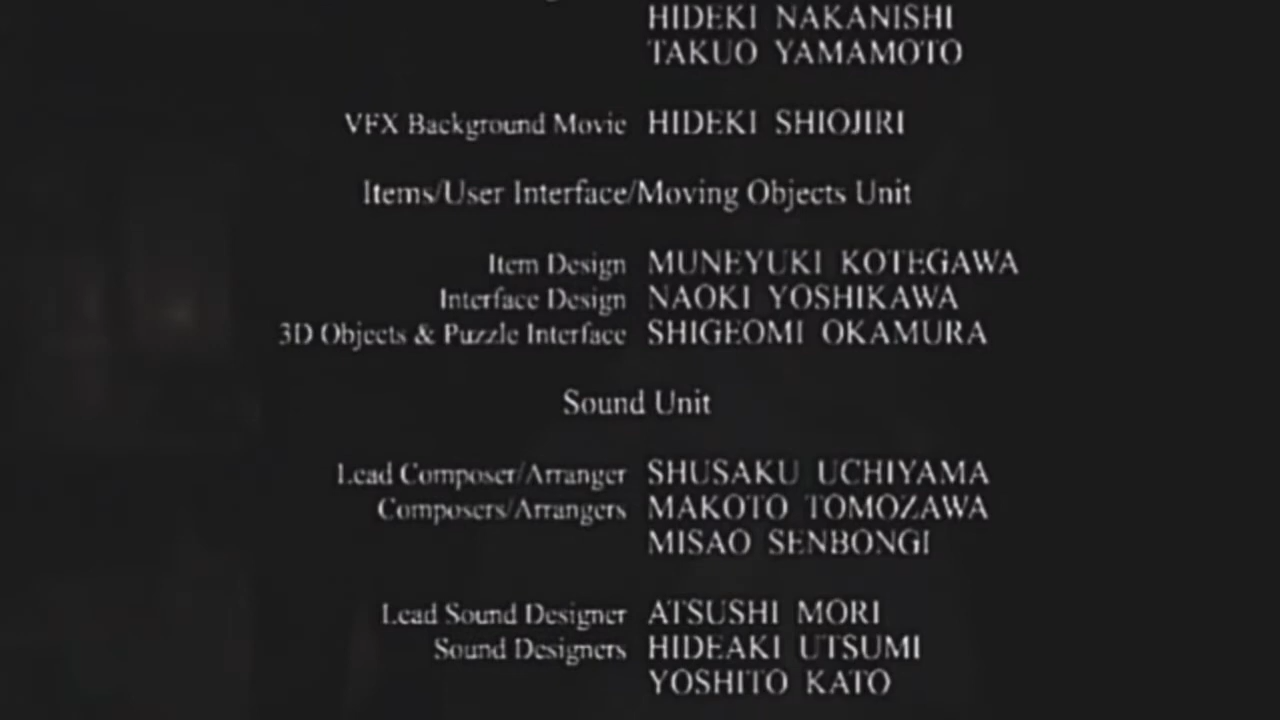 HIDEKI NAKANISHI
TAKUO YAMAMOTO
VFX Background Movie HIDEKI SHIOJIRI
Items/User Interface/Moving Objects Unit
Item Design MUNEYUKI KOTEGAWA
Interface Design NAOKI YOSHIKAWA
3D Objects & Puzzle Interface SHIGEOMI OKAMURA
Sound Unit
Lead Composer/Arranger SHUSAKU UCHIYAMA
Composers/Arrangers MAKOTO TOMOZAWA
MISAO SENBONGI
Lead Sound Designer ATSUSHI MORI
Sound Designers HIDEAKI UTSUMI
YOSHITO KATO